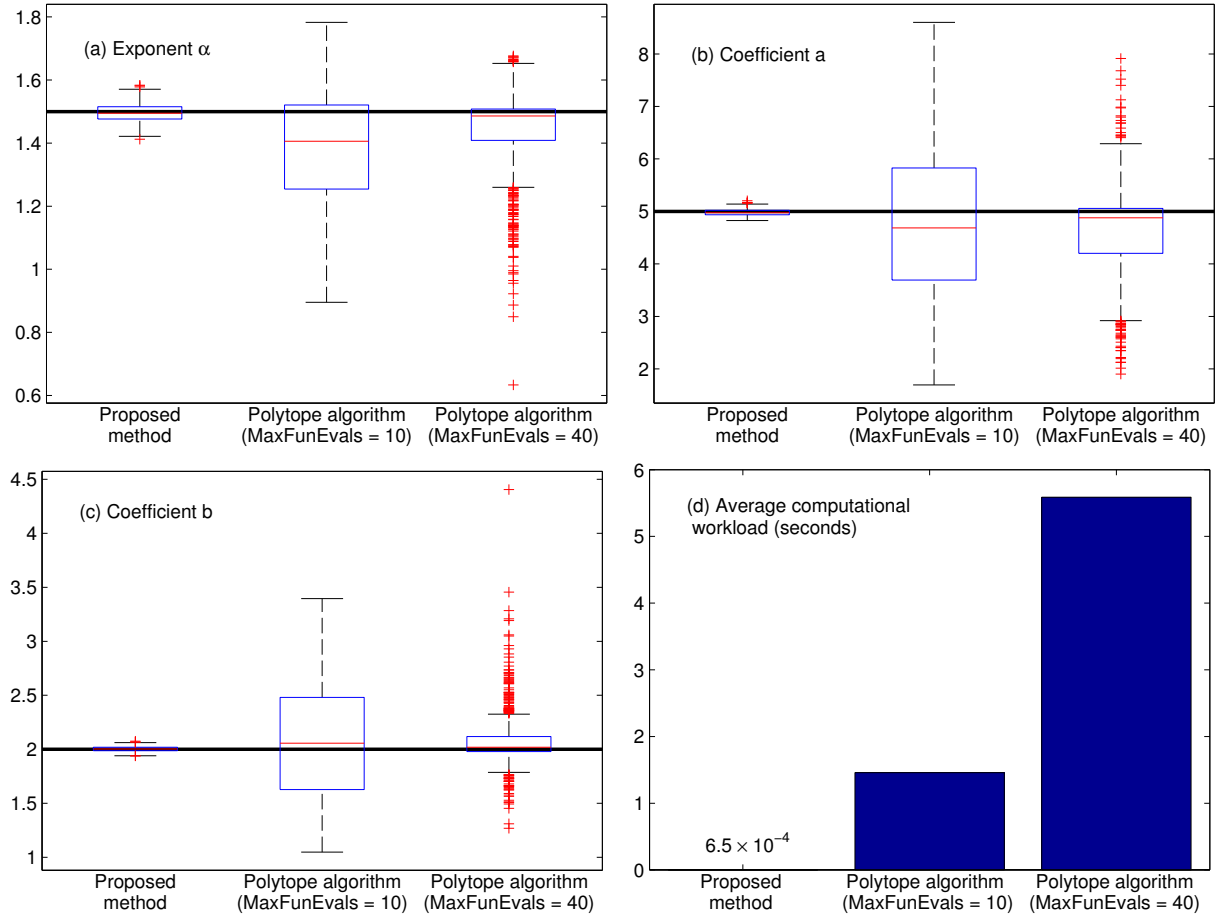 1.8
1.6
1.4
1.2
1
0.8
0.6
(a) Exponent α
Proposed method
Polytope algorithm (MaxFunEvals = 10)
Polytope algorithm (MaxFunEvals = 40)
8
7
6
5
4
3
2
(b) Coefficient a
Proposed method
Polytope algorithm (MaxFunEvals = 10)
Polytope algorithm (MaxFunEvals = 40)
4.5
4
3.5
3
2.5
2
1.5
1
(c) Coefficient b
Proposed method
Polytope algorithm (MaxFunEvals = 10)
Polytope algorithm (MaxFunEvals = 40)
6
5
4
3
2
1
0
(d) Average computational
workload (seconds)
6.5 × 10⁻⁴
Proposed method
Polytope algorithm (MaxFunEvals = 10)
Polytope algorithm (MaxFunEvals = 40)